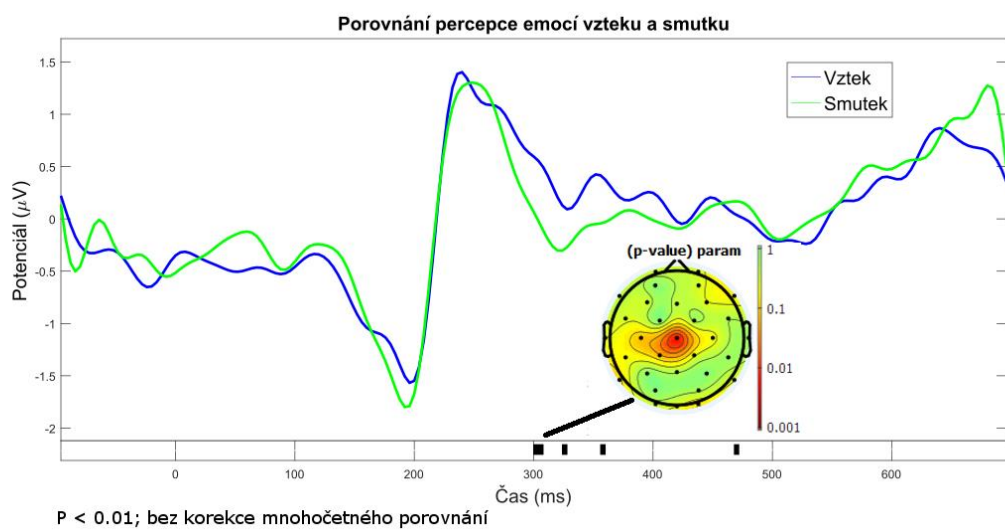 Porovnání percepce emocí vzteku a smutku
1.5
1
0.5
0
-0.5
-1
-1.5
-2
Potenciál (μV)
Vztek
Smutek
(p-value) param
1
0.1
0.01
0.001
0
100
200
300
400
500
600
Čas (ms)
P < 0.01; bez korekce mnohočetného porovnání